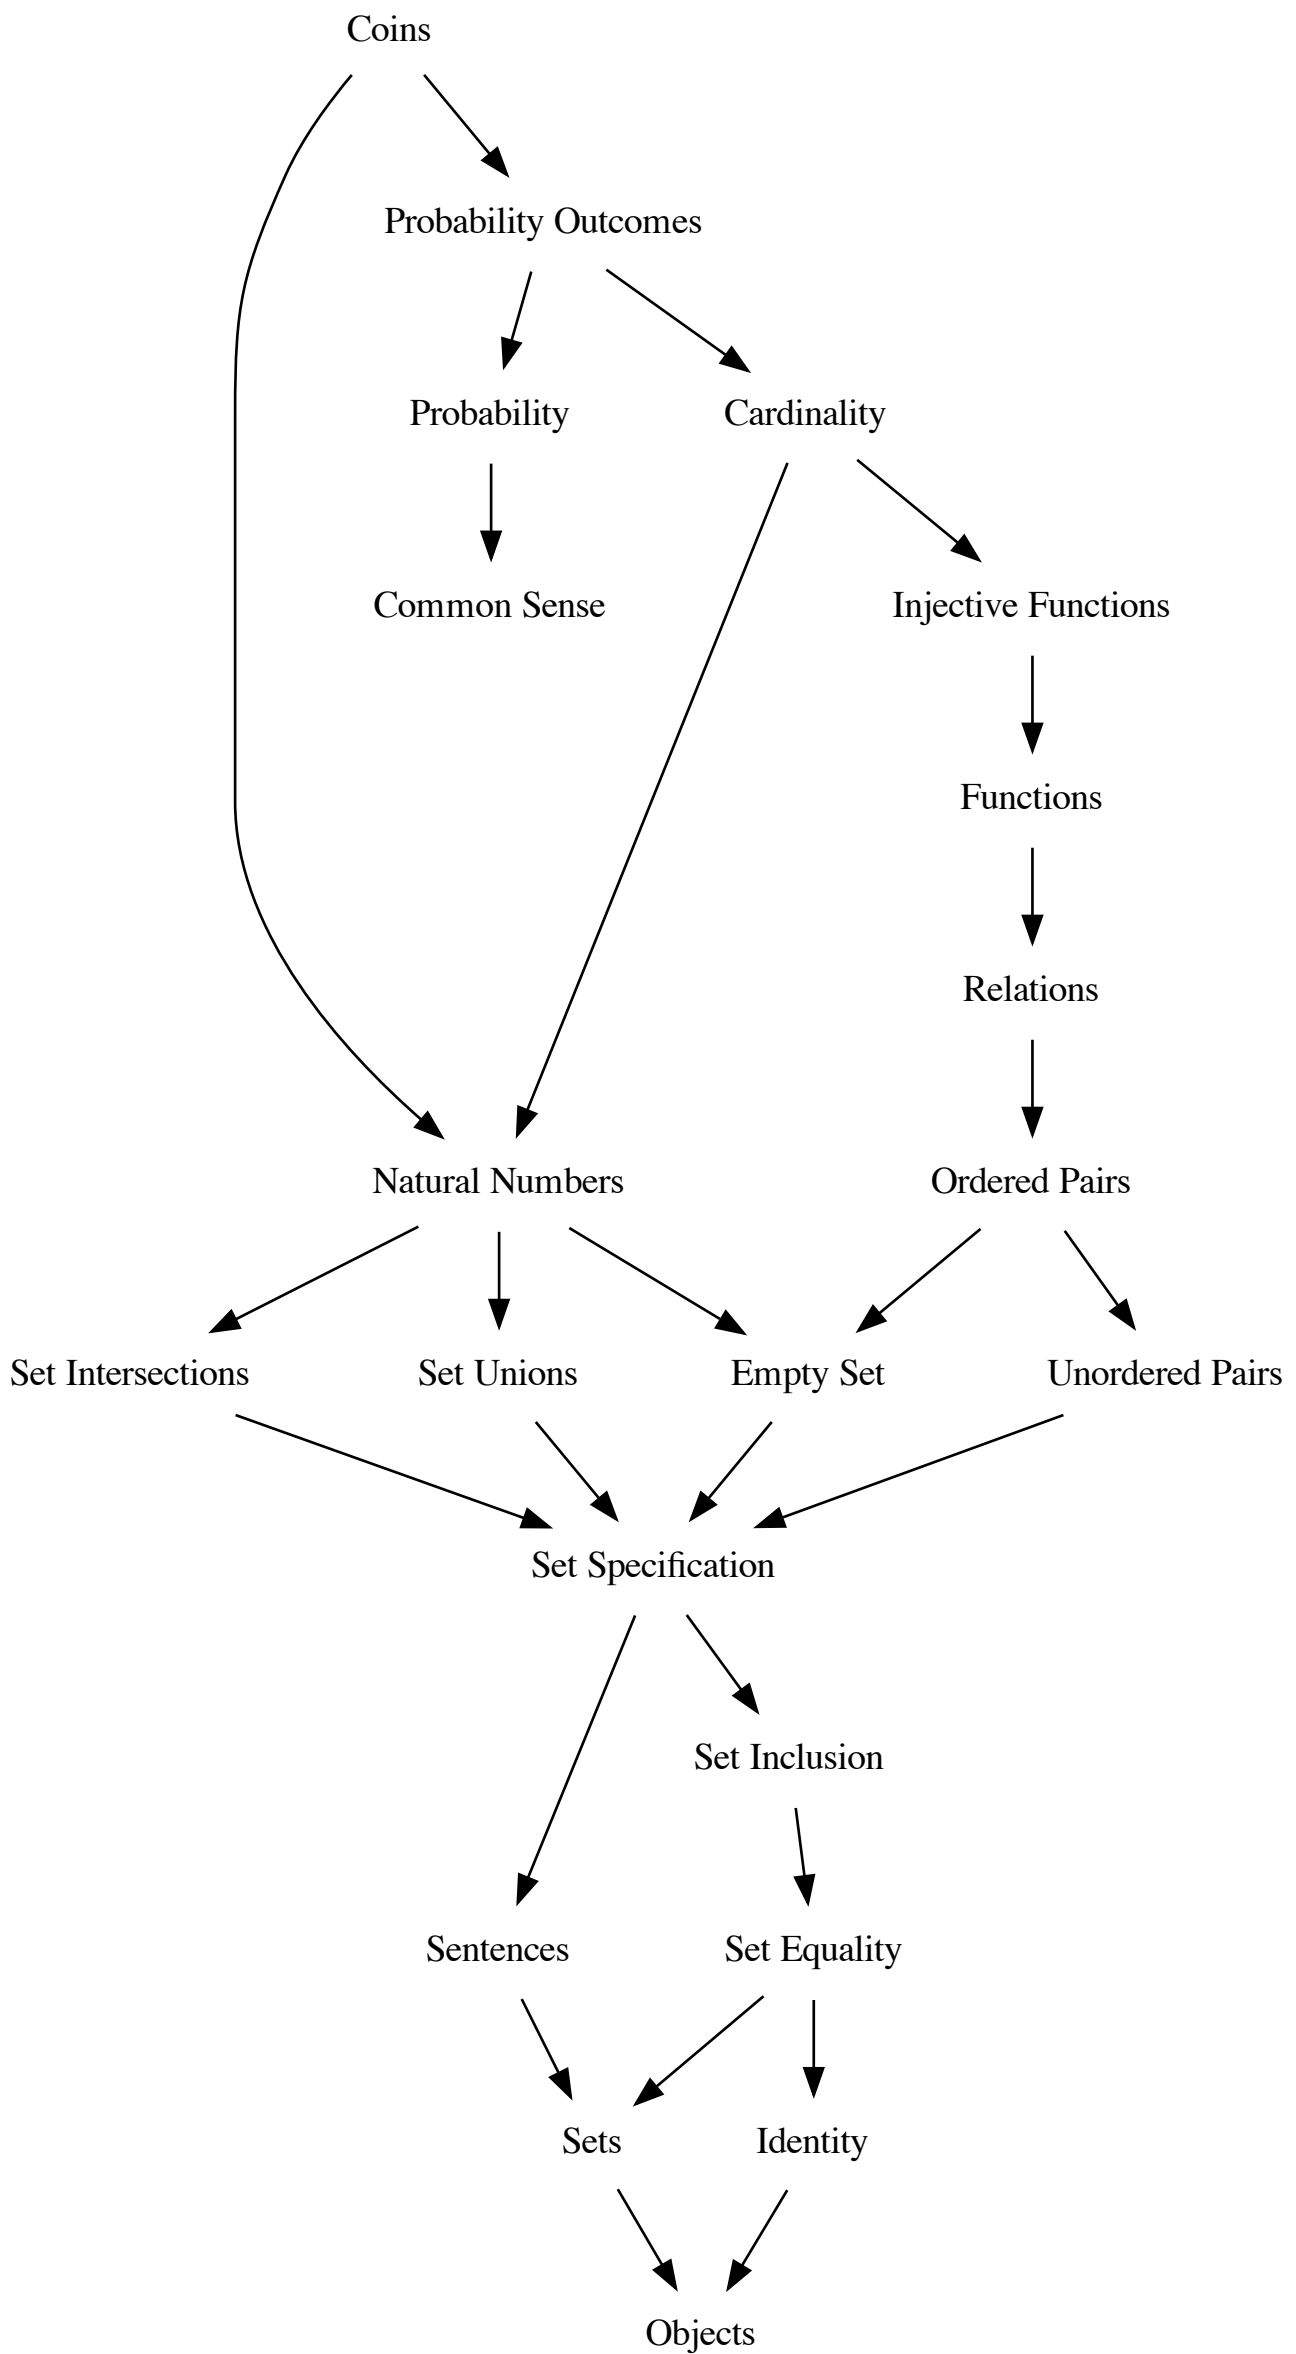 Coins
Probability Outcomes
Probability
Cardinality
Common Sense
Injective Functions
Functions
Relations
Natural Numbers
Ordered Pairs
Set Intersections
Set Unions
Empty Set
Unordered Pairs
Set Specification
Set Inclusion
Sentences
Set Equality
Sets
Identity
Objects